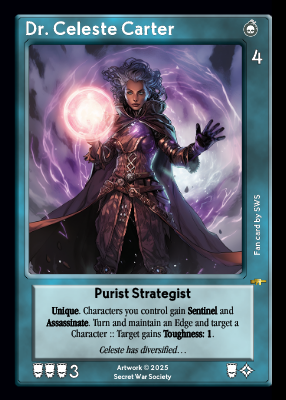 Dr. Celeste Carter
4
Fan card by SWS
Purist Strategist
Unique. Characters you control gain Sentinel and
Assassinate. Turn and maintain an Edge and target a
Character :: Target gains Toughness: 1.
Celeste has diversified…
Artwork © 2025
Secret War Society
3